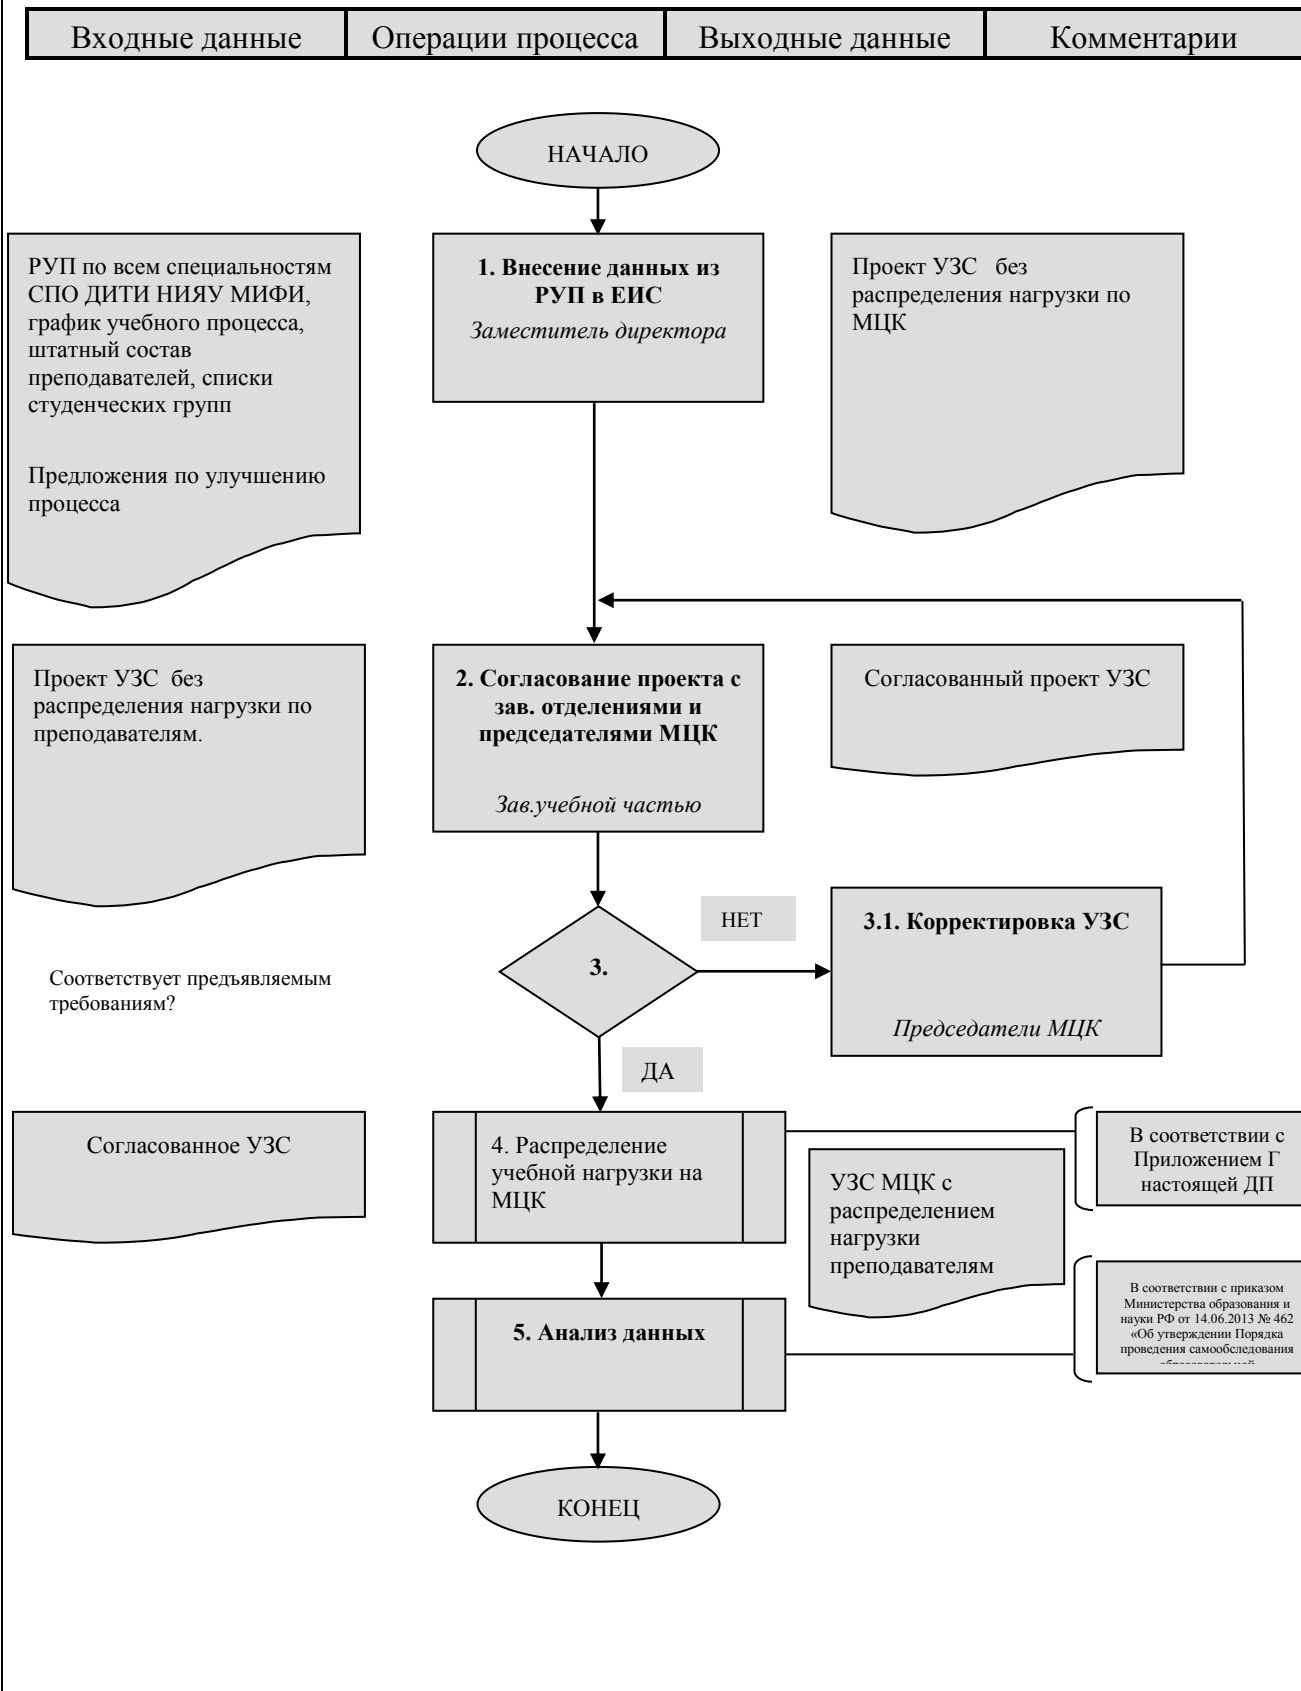 Входные данные
Операции процесса
Выходные данные
Комментарии
НАЧАЛО
РУП по всем специальностям
СПО ДИТИ НИЯУ МИФИ,
график учебного процесса,
штатный состав
преподавателей, списки
студенческих групп
Предложения по улучшению
процесса
1. Внесение данных из
РУП в ЕИС
Заместитель директора
Проект УЗС без
распределения нагрузки по
МЦК
Проект УЗС без
распределения нагрузки по
преподавателям.
2. Согласование проекта с
зав. отделениями и
председателями МЦК
Зав.учебной частью
Согласованный проект УЗС
Соответствует предъявляемым
требованиям?
3.
НЕТ
3.1. Корректировка УЗС
Председатели МЦК
ДА
Согласованное УЗС
4. Распределение
учебной нагрузки на
МЦК
УЗС МЦК с
распределением
нагрузки
преподавателям
В соответствии с
Приложением Г
настоящей ДП
5. Анализ данных
В соответствии с приказом
Министерства образования и
науки РФ от 14.06.2013 № 462
«Об утверждении Порядка
проведения самообследования
КОНЕЦ